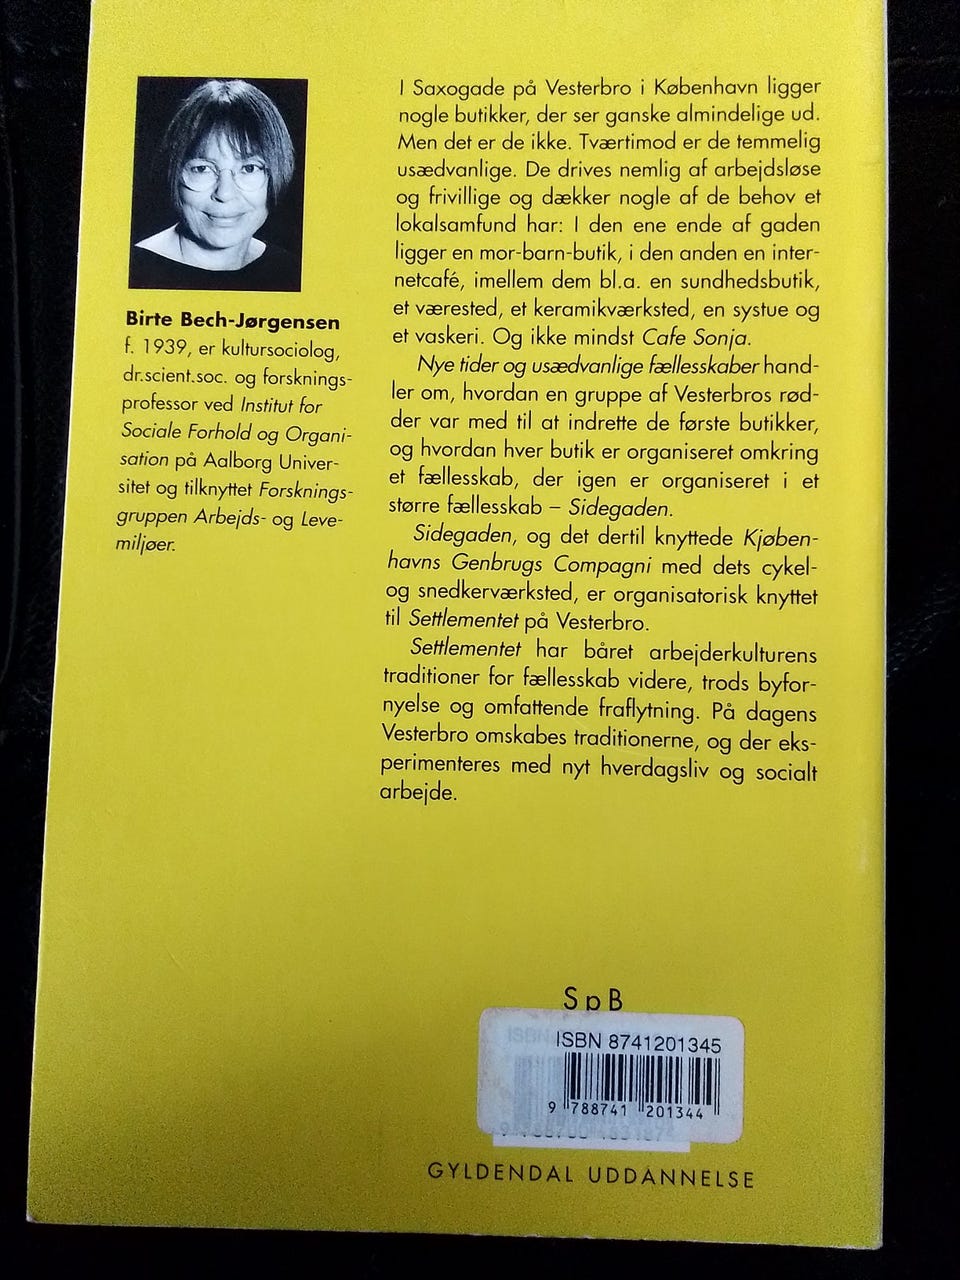 Birte Bech-Jørgensen
f. 1939, er kultursociolog,
dr.scient.soc. og forsknings-
professor ved Institut for
Sociale Forhold og Organi-
sation på Aalborg Univer-
sitet og tilknyttet Forsknings-
gruppen Arbejds- og Leve-
miljøer.
I Saxogade på Vesterbro i København ligger
nogle butikker, der ser ganske almindelige ud.
Men det er de ikke. Tværtimod er de temmelig
usædvanlige. De drives nemlig af arbejdsløse
og frivillige og dækker nogle af de behov et
lokalsamfund har: I den ene ende af gaden
ligger en mor-barn-butik, i den anden en inter-
netcafé, imellem dem bl.a. en sundhedsbutik,
et værested, et keramikværksted, en systue og
et vaskeri. Og ikke mindst Cafe Sonja.
Nye tider og usædvanlige fællesskaber hand-
ler om, hvordan en gruppe af Vesterbros rød-
der var med til at indrette de første butikker,
og hvordan hver butik er organiseret omkring
et fællesskab, der igen er organiseret i et
større fællesskab – Sidegaden.
Sidegaden, og det dertil knyttede Kjøben-
havns Genbrugs Compagni med dets cykel-
og snedkerværksted, er organisatorisk knyttet
til Settlementet på Vesterbro.
Settlementet har båret arbejderkulturens
traditioner for fællesskab videre, trods byfor-
nyelse og omfattende fraflytning. På dagens
Vesterbro omskabes traditionerne, og der eks-
perimenteres med nyt hverdagsliv og socialt
arbejde.
SpB
ISBN 8741201345
9 788741 201344
GYLDENDAL UDDANNELSE